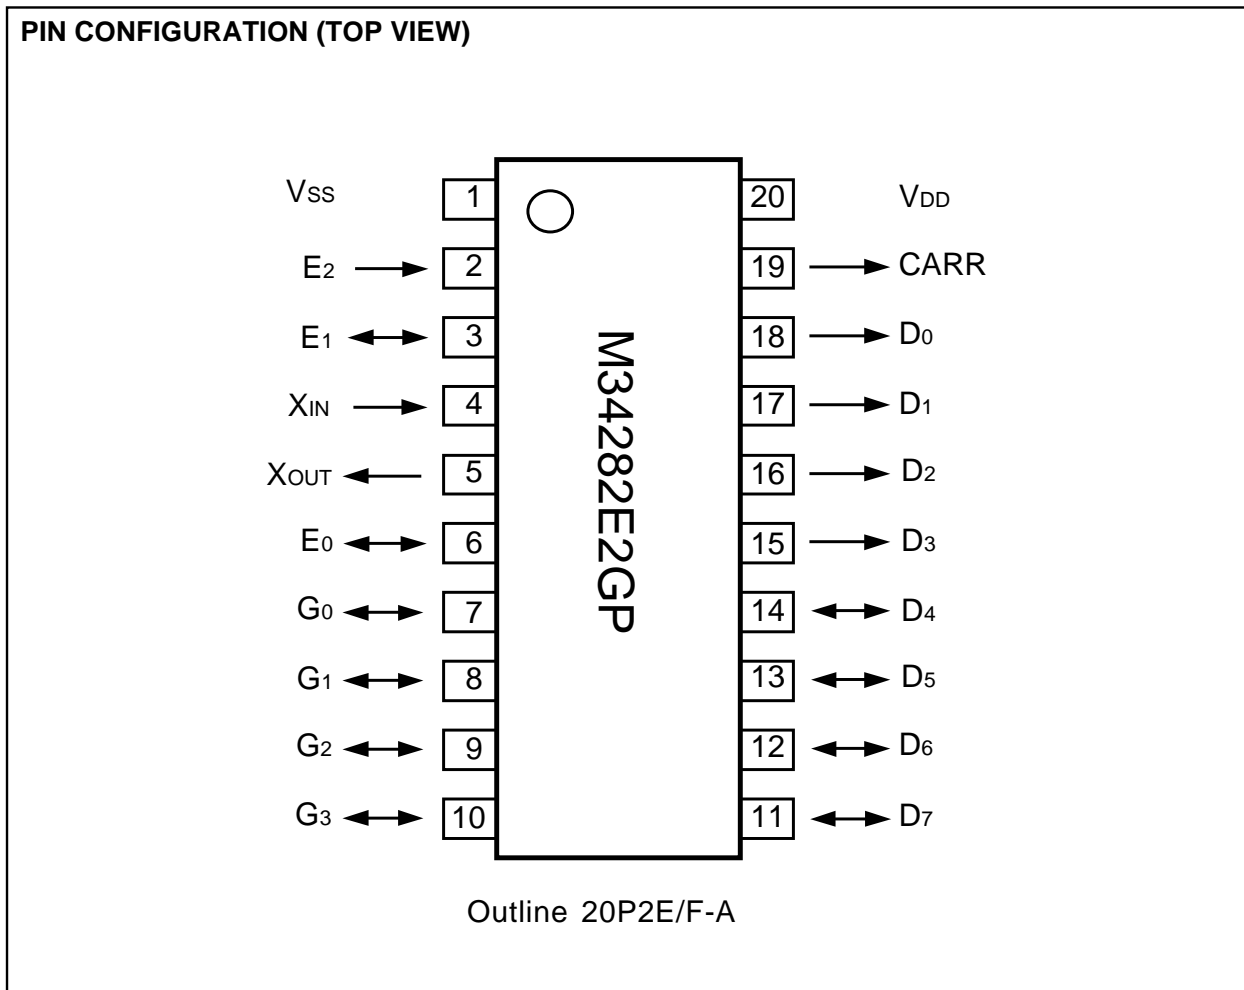 PIN CONFIGURATION (TOP VIEW)
VSS 1 20 VDD
E2 2 19 CARR
E1 3 18 D0
XIN 4 17 D1
XOUT 5 16 D2
E0 6 15 D3
G0 7 14 D4
G1 8 13 D5
G2 9 12 D6
G3 10 11 D7
M34282E2GP
Outline 20P2E/F-A